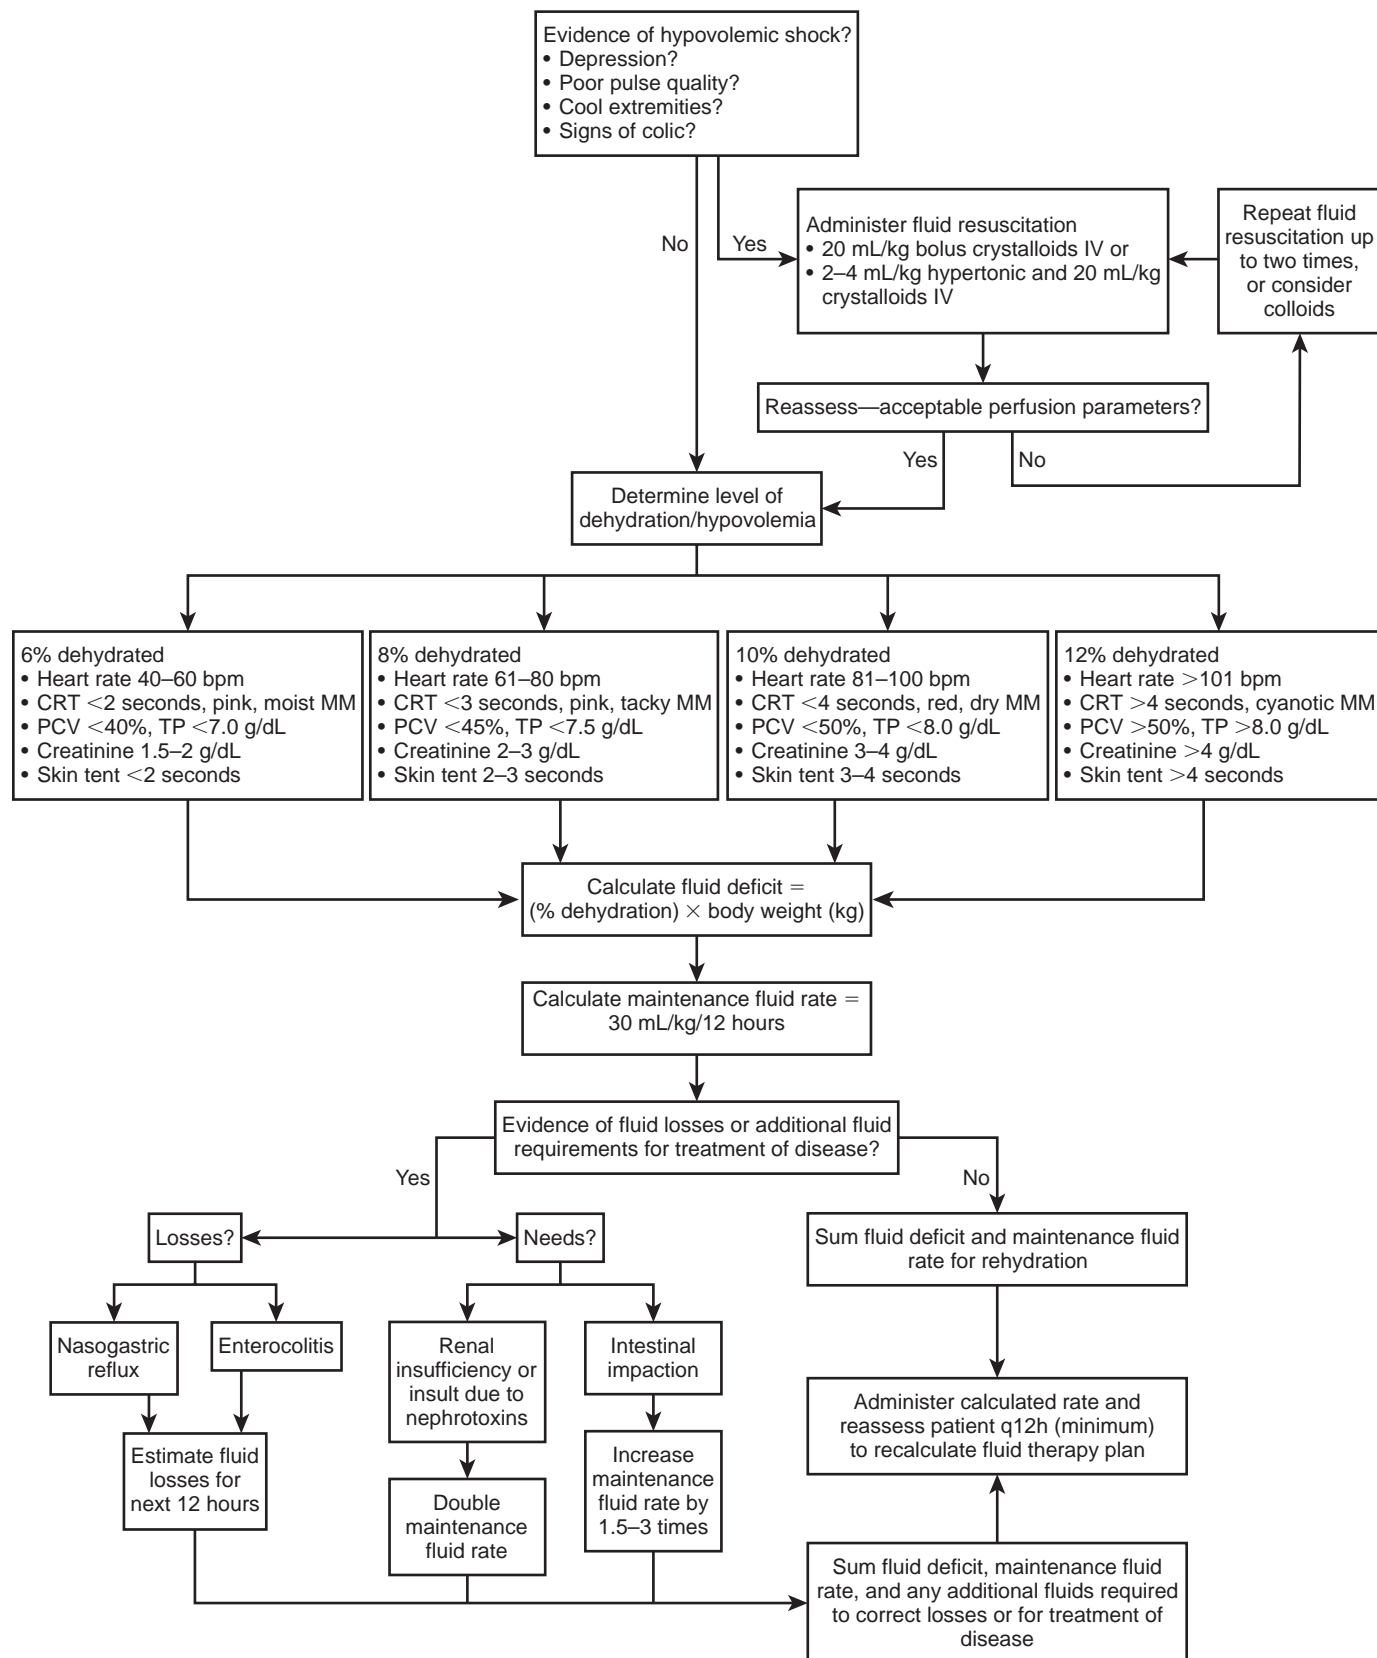 Evidence of hypovolemic shock?
• Depression?
• Poor pulse quality?
• Cool extremities?
• Signs of colic?
No
Yes
Administer fluid resuscitation
• 20 mL/kg bolus crystalloids IV or
• 2–4 mL/kg hypertonic and 20 mL/kg
crystalloids IV
Repeat fluid
resuscitation up
to two times,
or consider
colloids
Reassess—acceptable perfusion parameters?
Yes
No
Determine level of
dehydration/hypovolemia
6% dehydrated
• Heart rate 40–60 bpm
• CRT <2 seconds, pink, moist MM
• PCV <40%, TP <7.0 g/dL
• Creatinine 1.5–2 g/dL
• Skin tent <2 seconds
8% dehydrated
• Heart rate 61–80 bpm
• CRT <3 seconds, pink, tacky MM
• PCV <45%, TP <7.5 g/dL
• Creatinine 2–3 g/dL
• Skin tent 2–3 seconds
10% dehydrated
• Heart rate 81–100 bpm
• CRT <4 seconds, red, dry MM
• PCV <50%, TP <8.0 g/dL
• Creatinine 3–4 g/dL
• Skin tent 3–4 seconds
12% dehydrated
• Heart rate >101 bpm
• CRT >4 seconds, cyanotic MM
• PCV >50%, TP >8.0 g/dL
• Creatinine >4 g/dL
• Skin tent >4 seconds
Calculate fluid deficit =
(% dehydration) × body weight (kg)
Calculate maintenance fluid rate =
30 mL/kg/12 hours
Evidence of fluid losses or additional fluid
requirements for treatment of disease?
Yes
No
Losses?
Needs?
Sum fluid deficit and maintenance fluid
rate for rehydration
Nasogastric
reflux
Enterocolitis
Renal
insufficiency or
insult due to
nephrotoxins
Intestinal
impaction
Administer calculated rate and
reassess patient q12h (minimum)
to recalculate fluid therapy plan
Estimate fluid
losses for
next 12 hours
Double
maintenance
fluid rate
Increase
maintenance
fluid rate by
1.5–3 times
Sum fluid deficit, maintenance fluid
rate, and any additional fluids required
to correct losses or for treatment of
disease